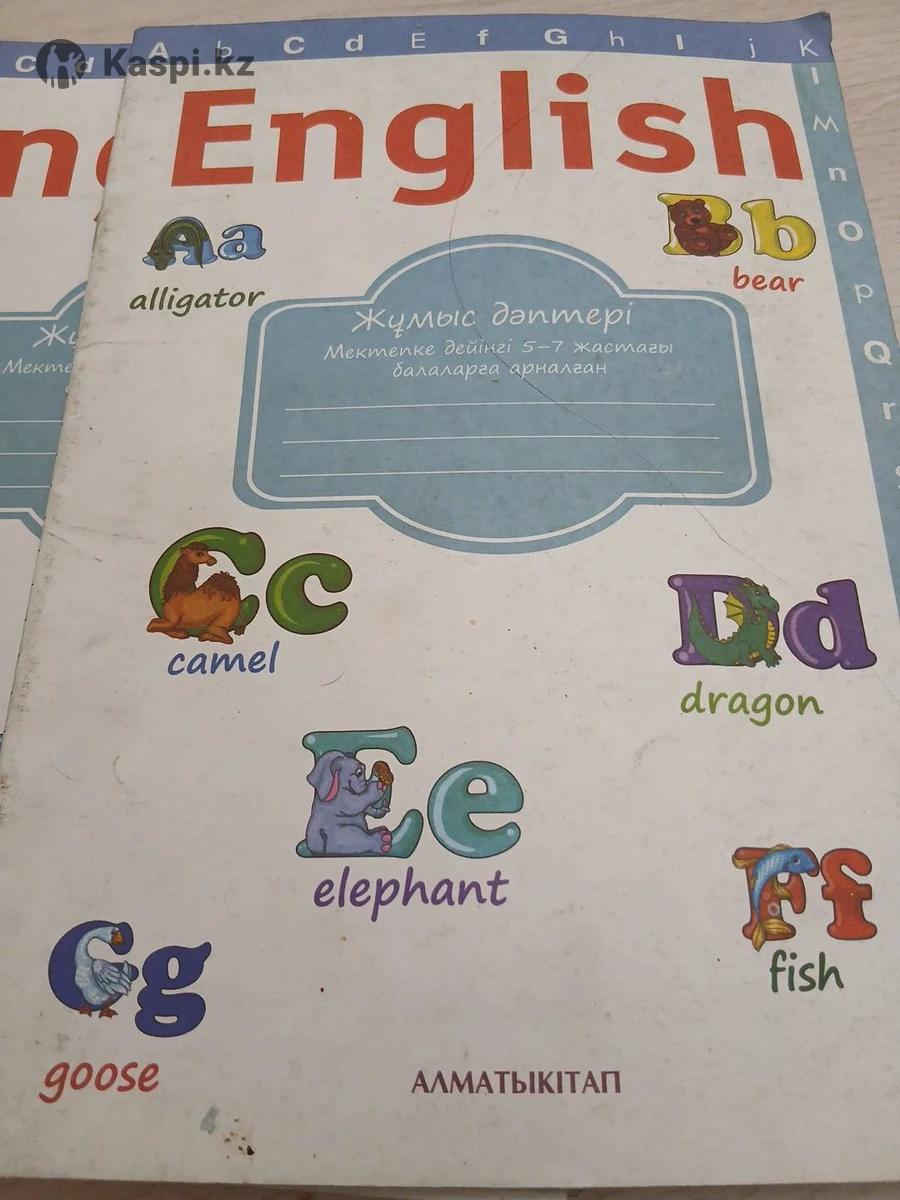 Kaspi.kz
A b C d E f G h I j K
l
M
n
O
p
Q
r
English
Aa
alligator
Bb
bear
Жұмыс дәптері
Мектепке дейінгі 5–7 жастағы
балаларға арналған
Cc
camel
Dd
dragon
Ee
elephant
Ff
fish
Gg
goose
АЛМАТЫКІТАП